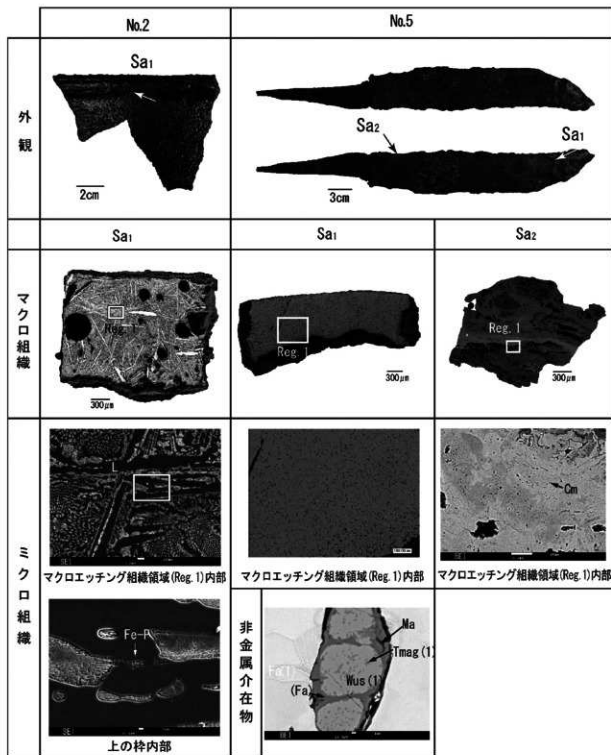 No.2
No.5
外観
Sa1
2cm
Sa2
Sa1
3cm
マクロ組織
Sa1
Sa1
Sa2
Reg. 1
300μm
Reg. 1
300μm
Reg. 1
300μm
ミクロ組織
L
マクロエッチング組織領域(Reg. 1)内部
マクロエッチング組織領域(Reg. 1)内部
Cm
マクロエッチング組織領域(Reg. 1)内部
Fe-P
上の枠内部
非金属介在物
Ma
Tmag(1)
Wus(1)
Fa(1)
(Fa)